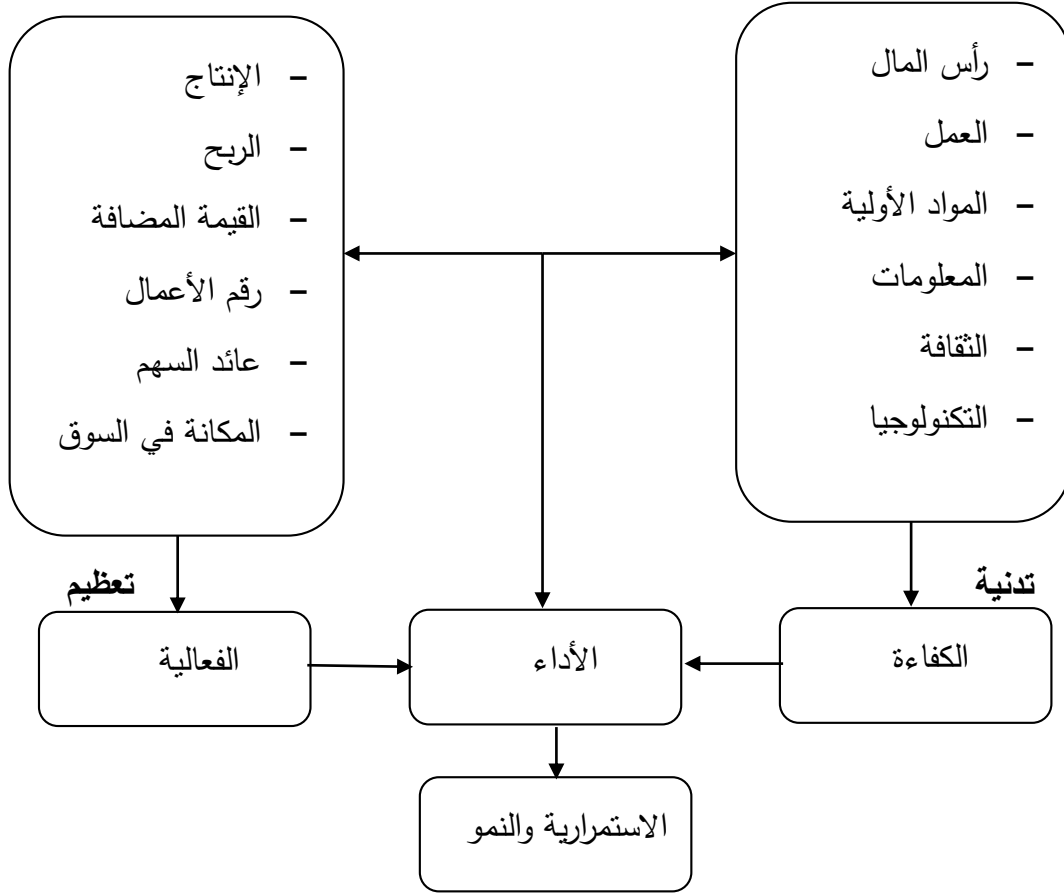 - رأس المال
- العمل
- المواد الأولية
- المعلومات
- الثقافة
- التكنولوجيا
- الإنتاج
- الربح
- القيمة المضافة
- رقم الأعمال
- عائد السهم
- المكانة في السوق
تدنية
تعظيم
الكفاءة
الأداء
الفعالية
الاستمرارية والنمو